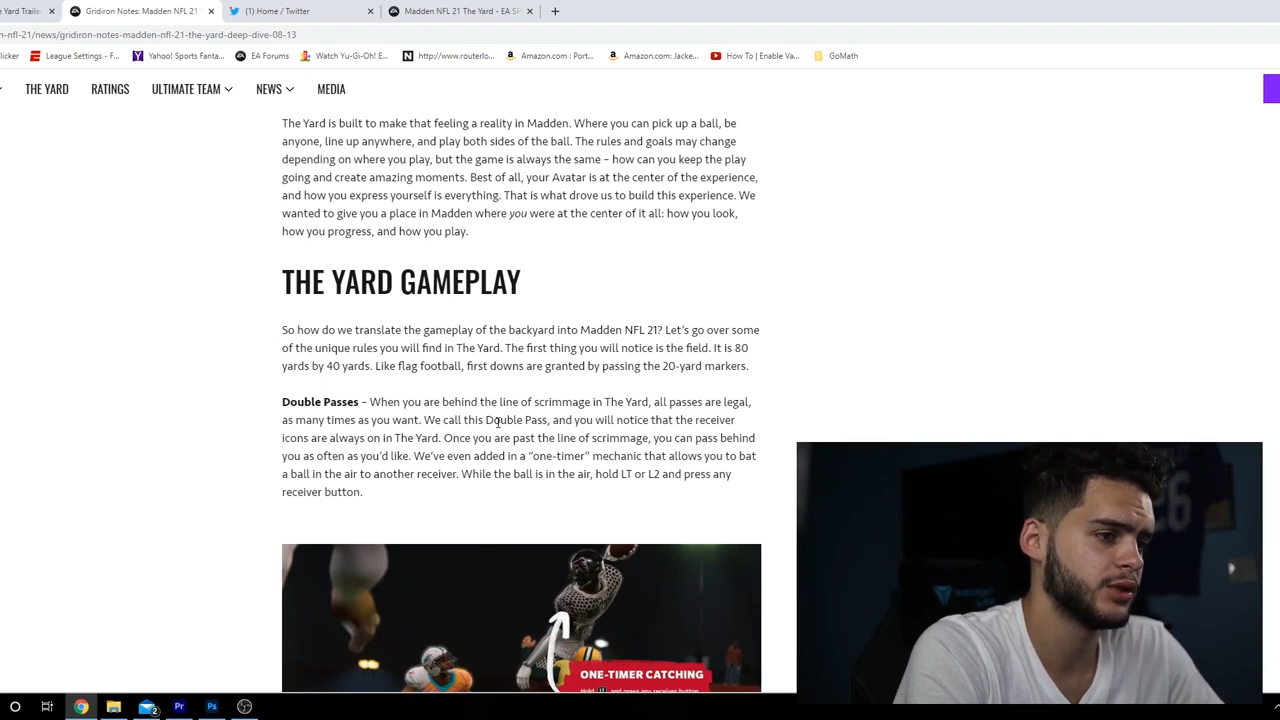 e Yard Trailer
Gridiron Notes: Madden NFL 21
(1) Home / Twitter
Madden NFL 21 The Yard - EA SP
n-nfl-21/news/gridiron-notes-madden-nfl-21-the-yard-deep-dive-08-13
licker
League Settings - F...
Yahoo! Sports Fanta...
EA Forums
Watch Yu-Gi-Oh! E...
http://www.routerlo...
Amazon.com : Port...
Amazon.com: Jacke...
How To | Enable Va...
GoMath
THE YARD RATINGS ULTIMATE TEAM NEWS MEDIA
The Yard is built to make that feeling a reality in Madden. Where you can pick up a ball, be
anyone, line up anywhere, and play both sides of the ball. The rules and goals may change
depending on where you play, but the game is always the same – how can you keep the play
going and create amazing moments. Best of all, your Avatar is at the center of the experience,
and how you express yourself is everything. That is what drove us to build this experience. We
wanted to give you a place in Madden where you were at the center of it all: how you look,
how you progress, and how you play.
THE YARD GAMEPLAY
So how do we translate the gameplay of the backyard into Madden NFL 21? Let's go over some
of the unique rules you will find in The Yard. The first thing you will notice is the field. It is 80
yards by 40 yards. Like flag football, first downs are granted by passing the 20-yard markers.
Double Passes – When you are behind the line of scrimmage in The Yard, all passes are legal,
as many times as you want. We call this Double Pass, and you will notice that the receiver
icons are always on in The Yard. Once you are past the line of scrimmage, you can pass behind
you as often as you'd like. We've even added in a “one-timer” mechanic that allows you to bat
a ball in the air to another receiver. While the ball is in the air, hold LT or L2 and press any
receiver button.
ONE-TIMER CATCHING
Hold LT and press any receivers button
26
2
Pr
Ps